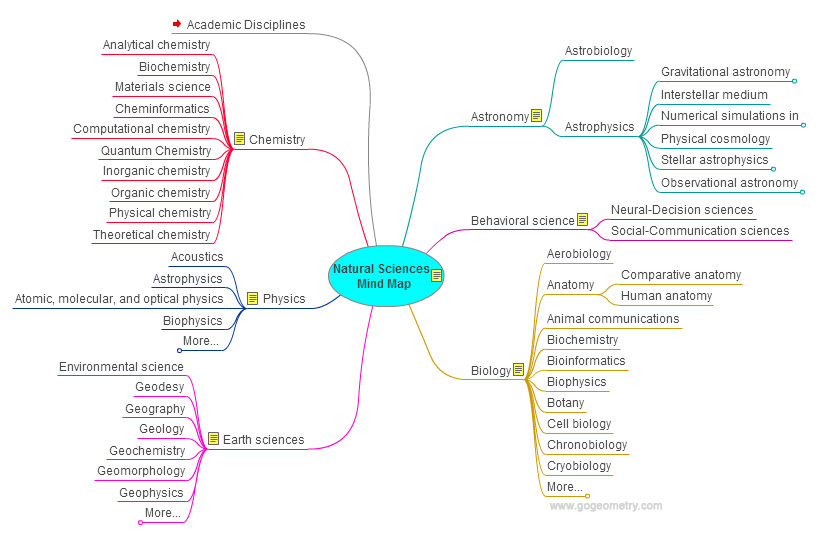 Academic Disciplines
Analytical chemistry
Biochemistry
Materials science
Cheminformatics
Computational chemistry
Quantum Chemistry
Inorganic chemistry
Organic chemistry
Physical chemistry
Theoretical chemistry
Chemistry
Acoustics
Astrophysics
Atomic, molecular, and optical physics
Biophysics
More...
Physics
Environmental science
Geodesy
Geography
Geology
Geochemistry
Geomorphology
Geophysics
More...
Earth sciences
Natural Sciences
Mind Map
Astronomy
Astrobiology
Astrophysics
Gravitational astronomy
Interstellar medium
Numerical simulations in
Physical cosmology
Stellar astrophysics
Observational astronomy
Behavioral science
Neural-Decision sciences
Social-Communication sciences
Biology
Aerobiology
Anatomy
Comparative anatomy
Human anatomy
Animal communications
Biochemistry
Bioinformatics
Biophysics
Botany
Cell biology
Chronobiology
Cryobiology
More...
www.gogeometry.com